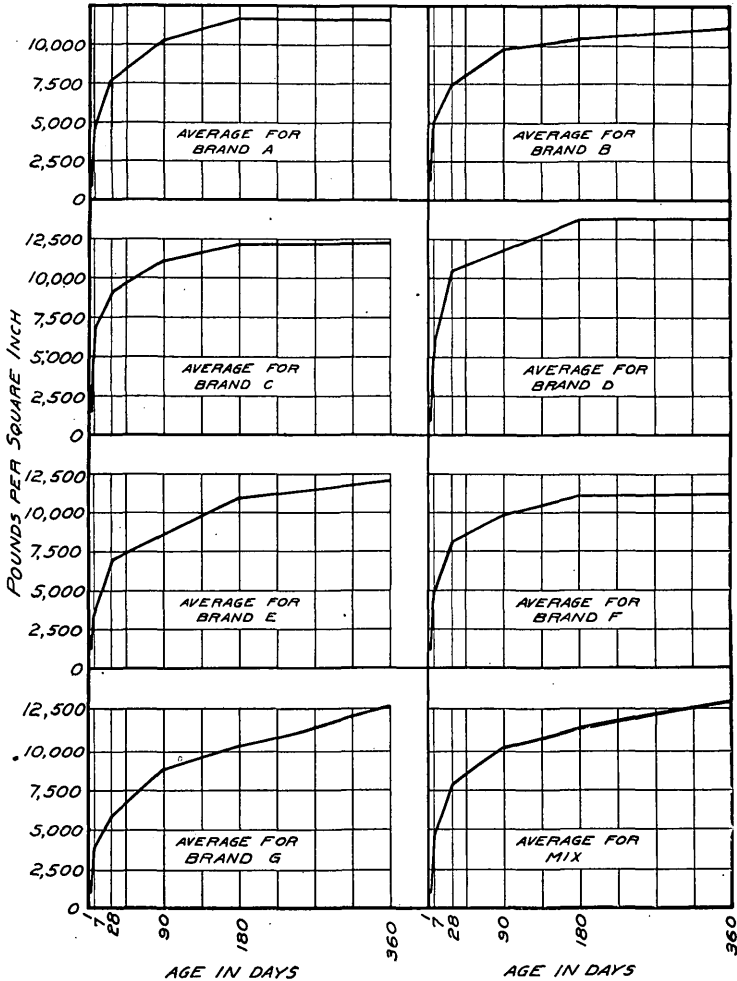 10,000
7,500
5,000
2,500
0
AVERAGE FOR
BRAND A
AVERAGE FOR
BRAND B
12,500
10,000
7,500
5,000
2,500
0
AVERAGE FOR
BRAND C
AVERAGE FOR
BRAND D
POUNDS PER SQUARE INCH
12,500
10,000
7,500
5,000
2,500
0
AVERAGE FOR
BRAND E
AVERAGE FOR
BRAND F
12,500
10,000
7,500
5,000
2,500
0
AVERAGE FOR
BRAND G
AVERAGE FOR
MIX
1 7 28 90 180 360
1 7 28 90 180 360
AGE IN DAYS
AGE IN DAYS